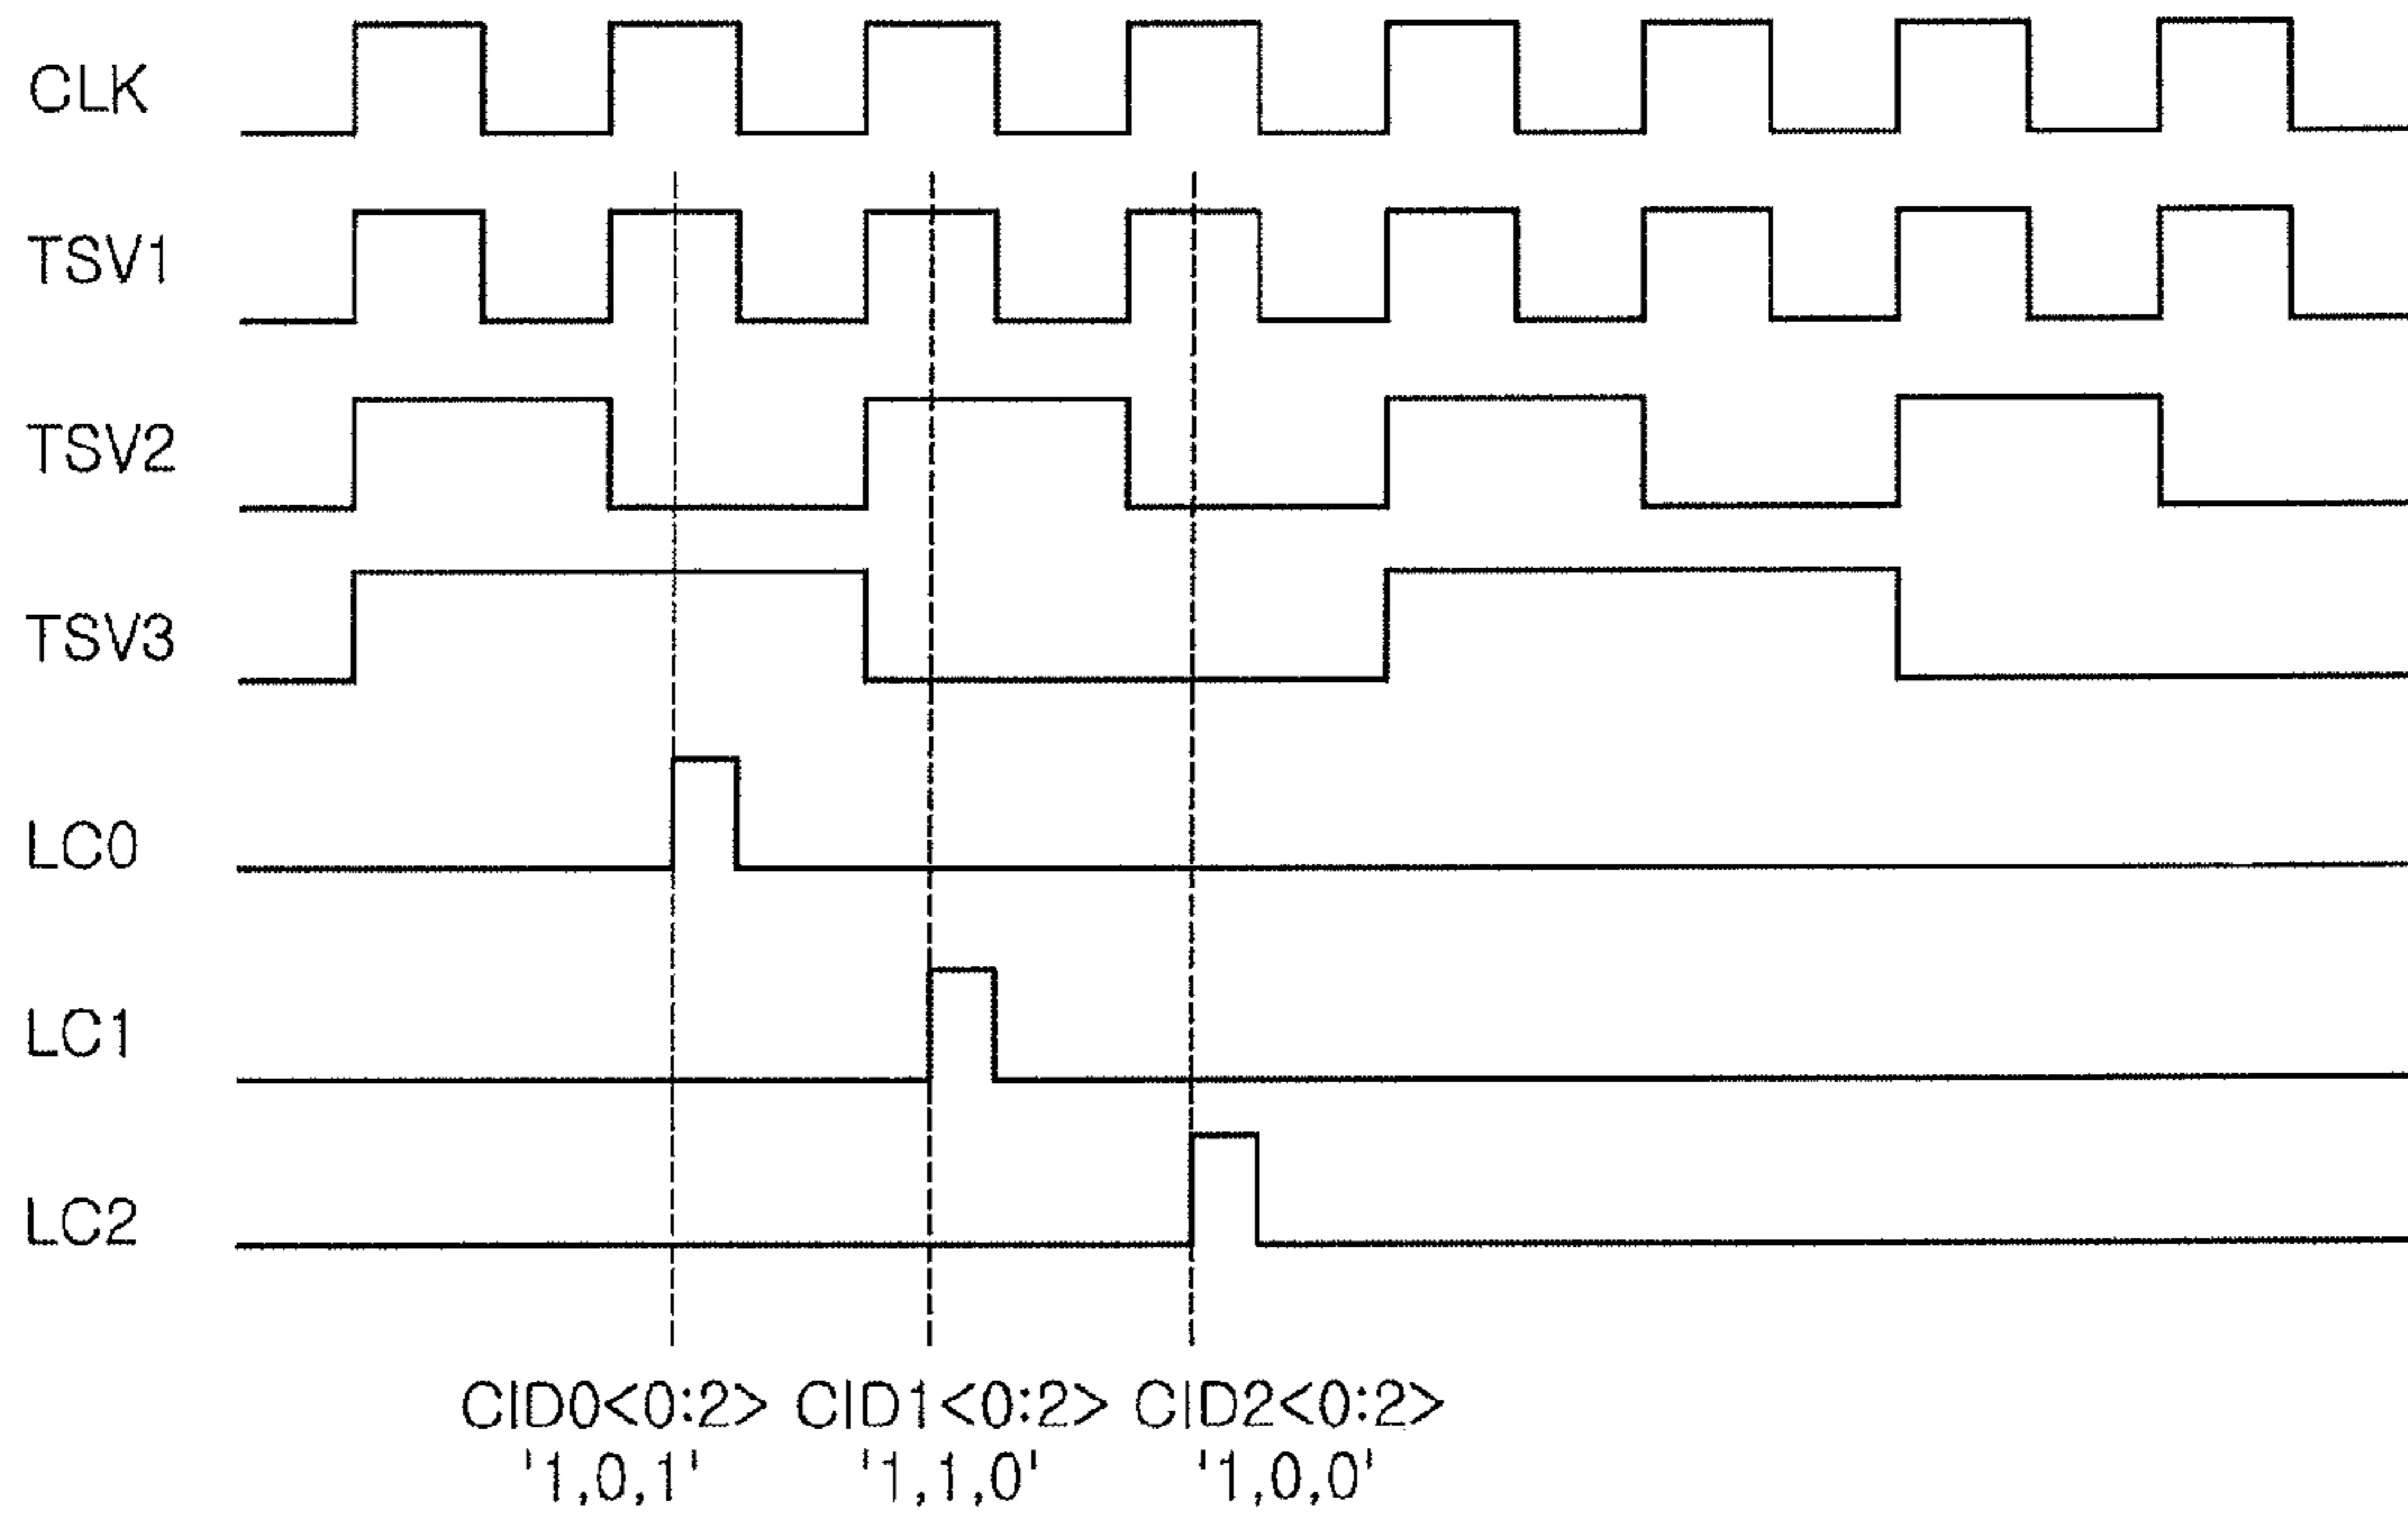 CLK
TSV1
TSV2
TSV3
LC0
LC1
LC2
CID0<0:2> CID1<0:2> CID2<0:2>
'1,0,1' '1,1,0' '1,0,0'